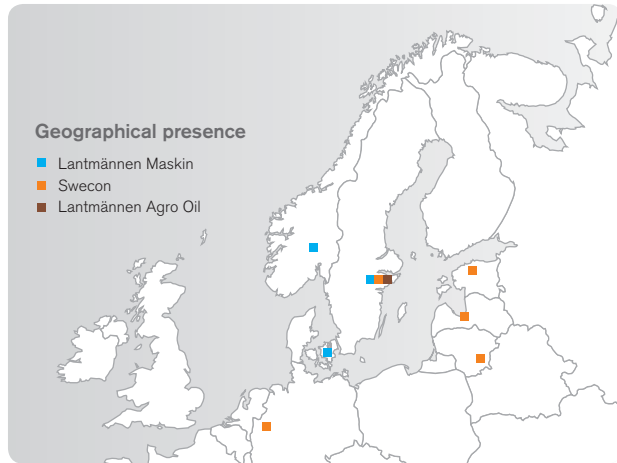 Geographical presence
Lantmännen Maskin
Swecon
Lantmännen Agro Oil